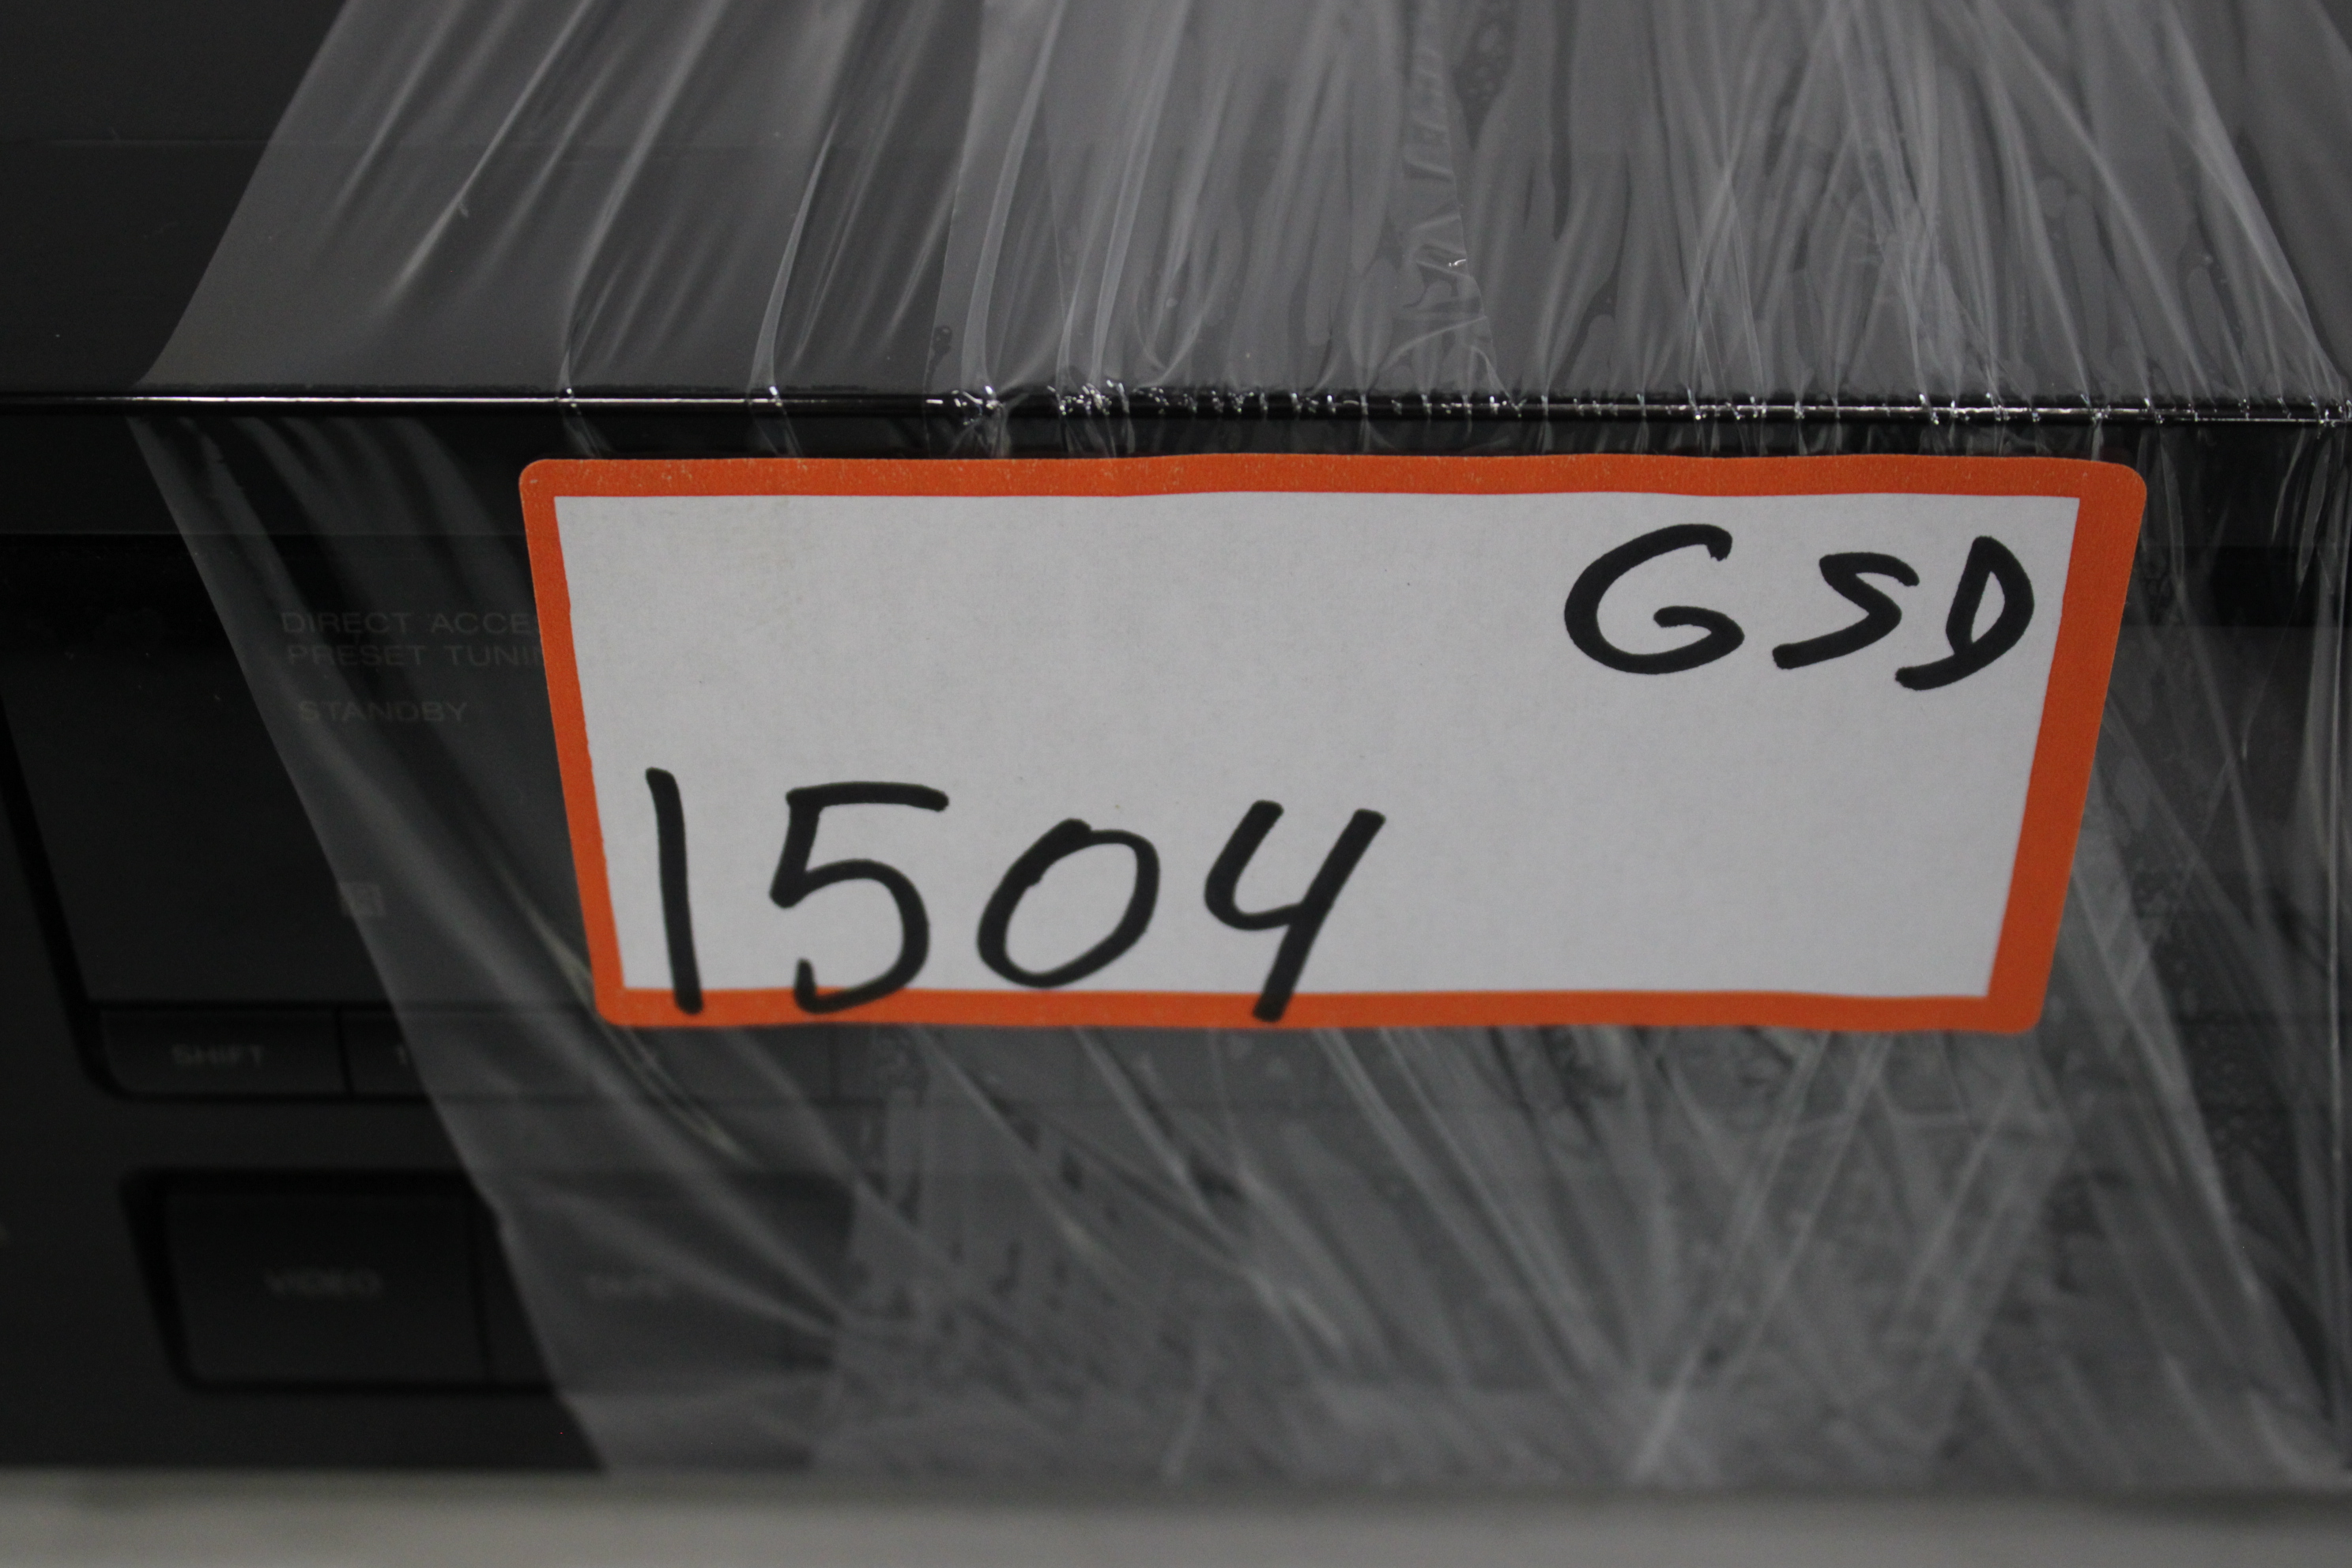 GSD
DIRECT ACCE
PRESET TUNI
STANDBY
1504
SHIFT
VIDEO